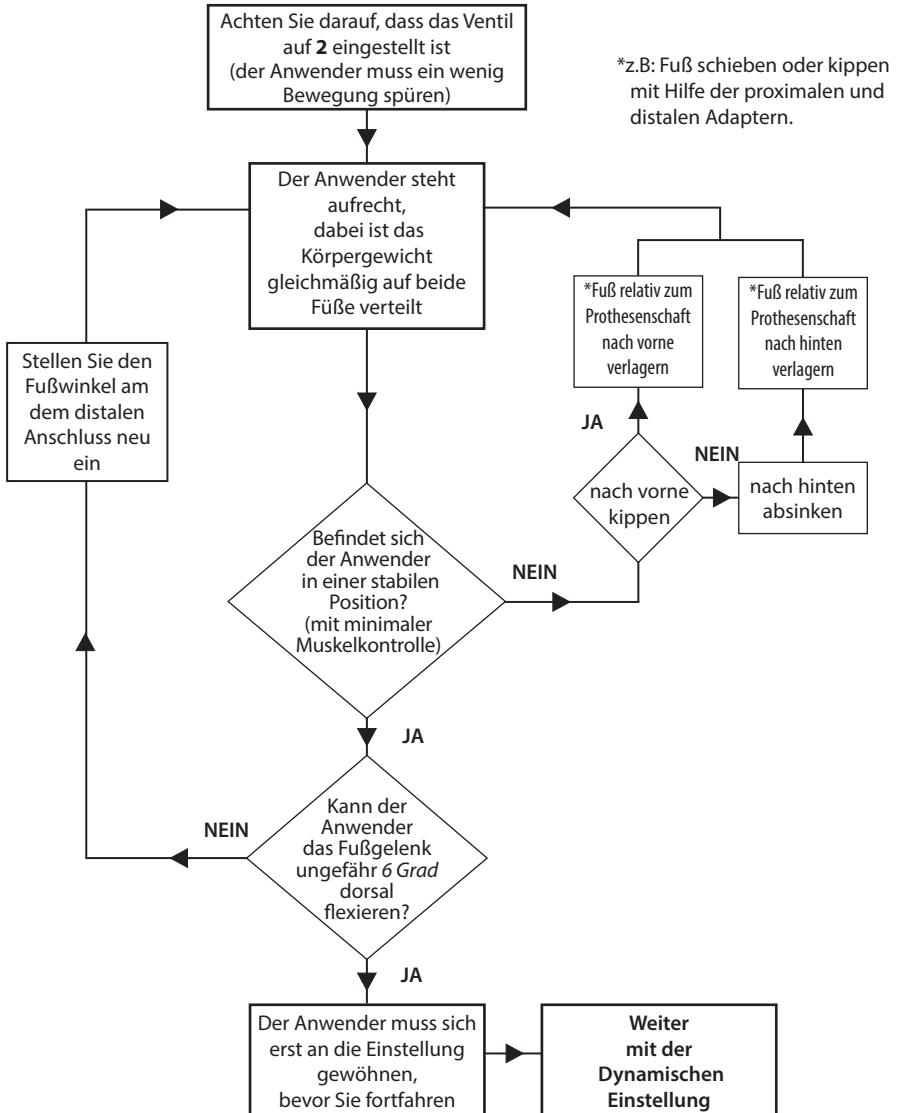 Achten Sie darauf, dass das Ventil
auf 2 eingestellt ist
(der Anwender muss ein wenig
Bewegung spüren)
*z.B: Fuß schieben oder kippen
mit Hilfe der proximalen und
distalen Adaptern.
Der Anwender steht
aufrecht,
dabei ist das
Körpergewicht
gleichmäßig auf beide
Füße verteilt
*Fuß relativ zum
Prothesenschaft
nach vorne
verlagern
*Fuß relativ zum
Prothesenschaft
nach hinten
verlagern
Stellen Sie den
Fußwinkel am
dem distalen
Anschluss neu
ein
JA
NEIN
nach vorne
kippen
nach hinten
absinken
Befindet sich
der Anwender
in einer stabilen
Position?
(mit minimaler
Muskelkontrolle)
NEIN
JA
Kann der
Anwender
das Fußgelenk
ungefähr 6 Grad
dorsal
flexieren?
NEIN
JA
Der Anwender muss sich
erst an die Einstellung
gewöhnen,
bevor Sie fortfahren
Weiter
mit der
Dynamischen
Einstellung